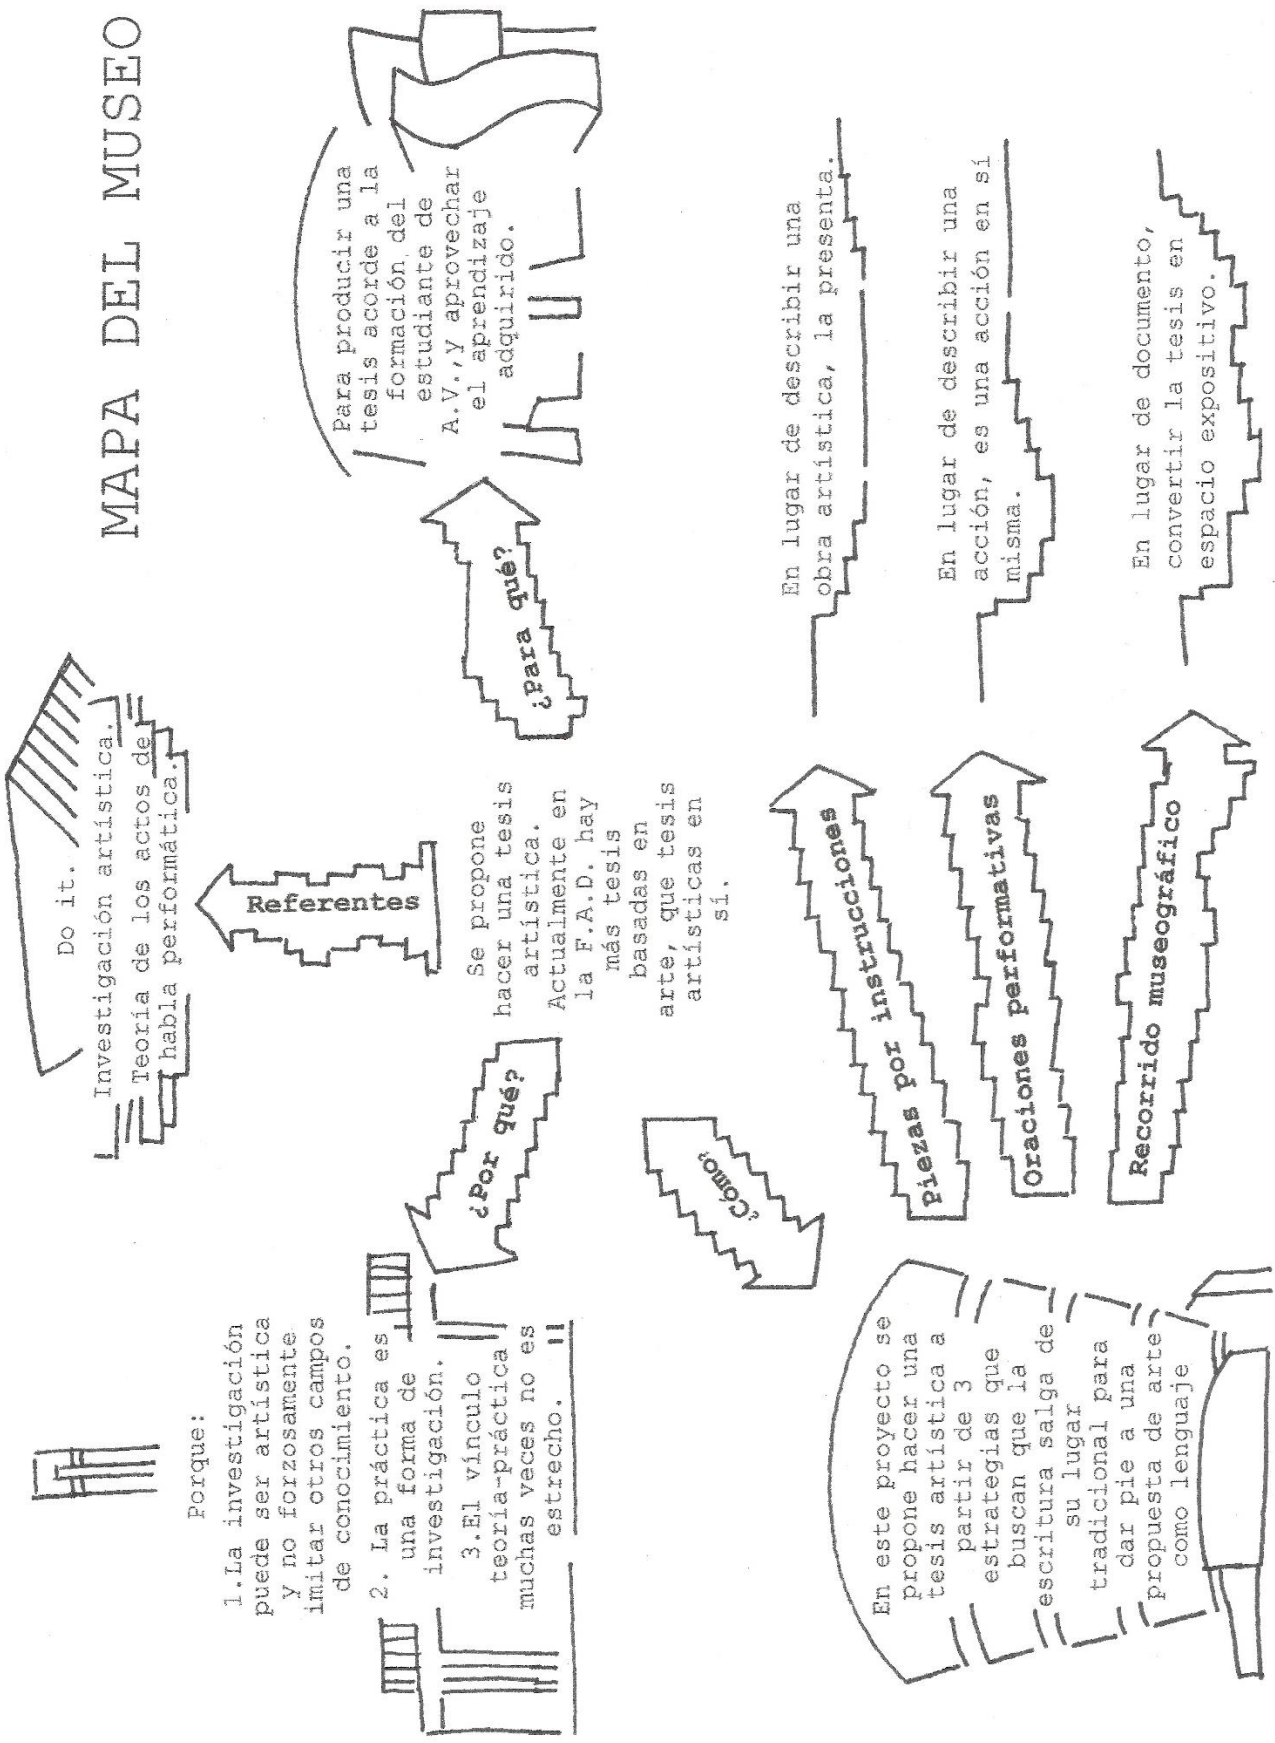 MAPA DEL MUSEO
Do it.
Investigación artística.
Teoría de los actos de
habla performática.
Referentes
Porque:
1.La investigación
puede ser artística
y no forzosamente
imitar otros campos
de conocimiento.
2. La práctica es
una forma de
investigación.
3.El vínculo
teoría-práctica
muchas veces no es
estrecho.
¿Por qué?
Se propone
hacer una tesis
artística.
Actualmente en
la F.A.D. hay
más tesis
basadas en
arte, que tesis
artísticas en
sí.
¿Para qué?
Para producir una
tesis acorde a la
formación del
estudiante de
A.V.,y aprovechar
el aprendizaje
adquirido.
¿Cómo?
En este proyecto se
propone hacer una
tesis artística a
partir de 3
estrategias que
buscan que la
escritura salga de
su lugar
tradicional para
dar pie a una
propuesta de arte
como lenguaje
Piezas por instrucciones
En lugar de describir una
obra artística, la presenta.
Oraciones performativas
En lugar de describir una
acción, es una acción en sí
misma.
Recorrido museográfico
En lugar de documento,
convertir la tesis en
espacio expositivo.